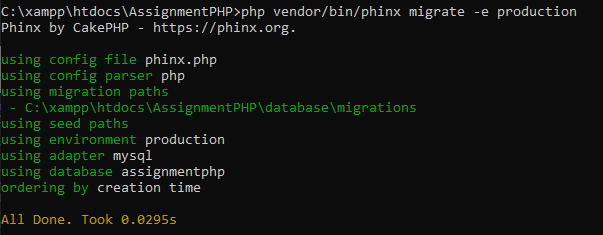 C:\xampp\htdocs\AssignmentPHP>php vendor/bin/phinx migrate -e production
Phinx by CakePHP - https://phinx.org.
using config file phinx.php
using config parser php
using migration paths
 - C:\xampp\htdocs\AssignmentPHP\database\migrations
using seed paths
using environment production
using adapter mysql
using database assignmentphp
ordering by creation time
All Done. Took 0.0295s